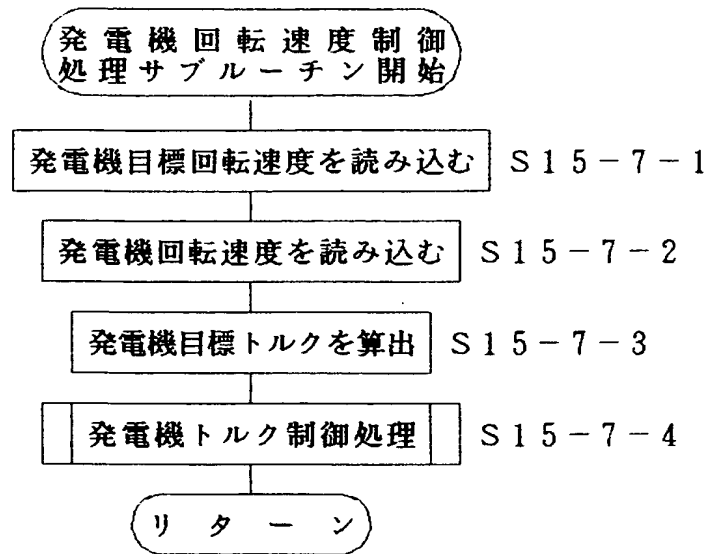 発電機回転速度制御
処理サブルーチン開始
発電機目標回転速度を読み込む S15-7-1
発電機回転速度を読み込む S15-7-2
発電機目標トルクを算出 S15-7-3
発電機トルク制御処理 S15-7-4
リターン